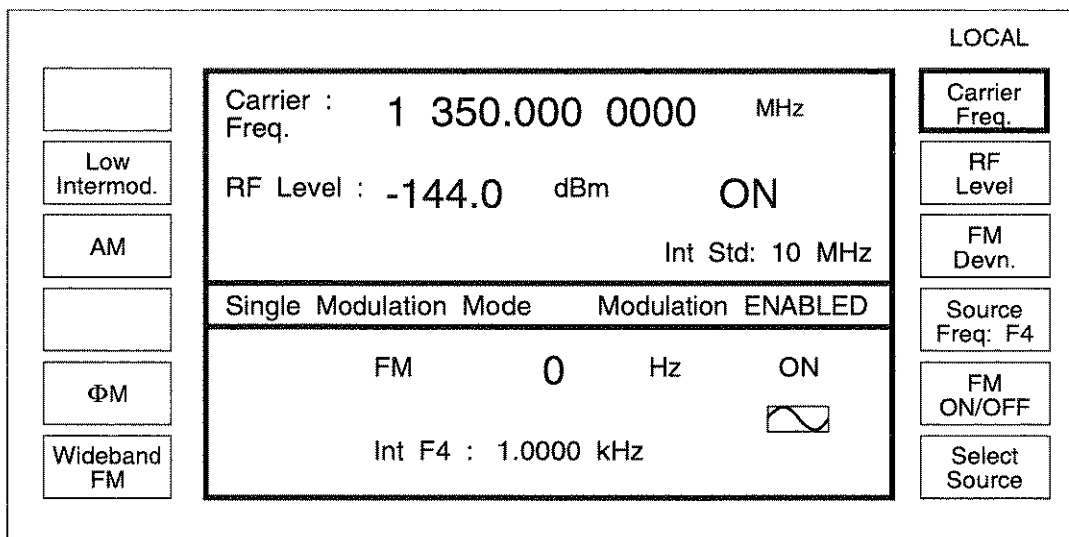 LOCAL
Low
Intermod.
AM
ΦM
Wideband
FM
Carrier :
Freq.
1 350.000 0000 MHz
RF Level : -144.0 dBm ON
Int Std: 10 MHz
Single Modulation Mode Modulation ENABLED
FM 0 Hz ON
Int F4 : 1.0000 kHz
Carrier
Freq.
RF
Level
FM
Devn.
Source
Freq: F4
FM
ON/OFF
Select
Source